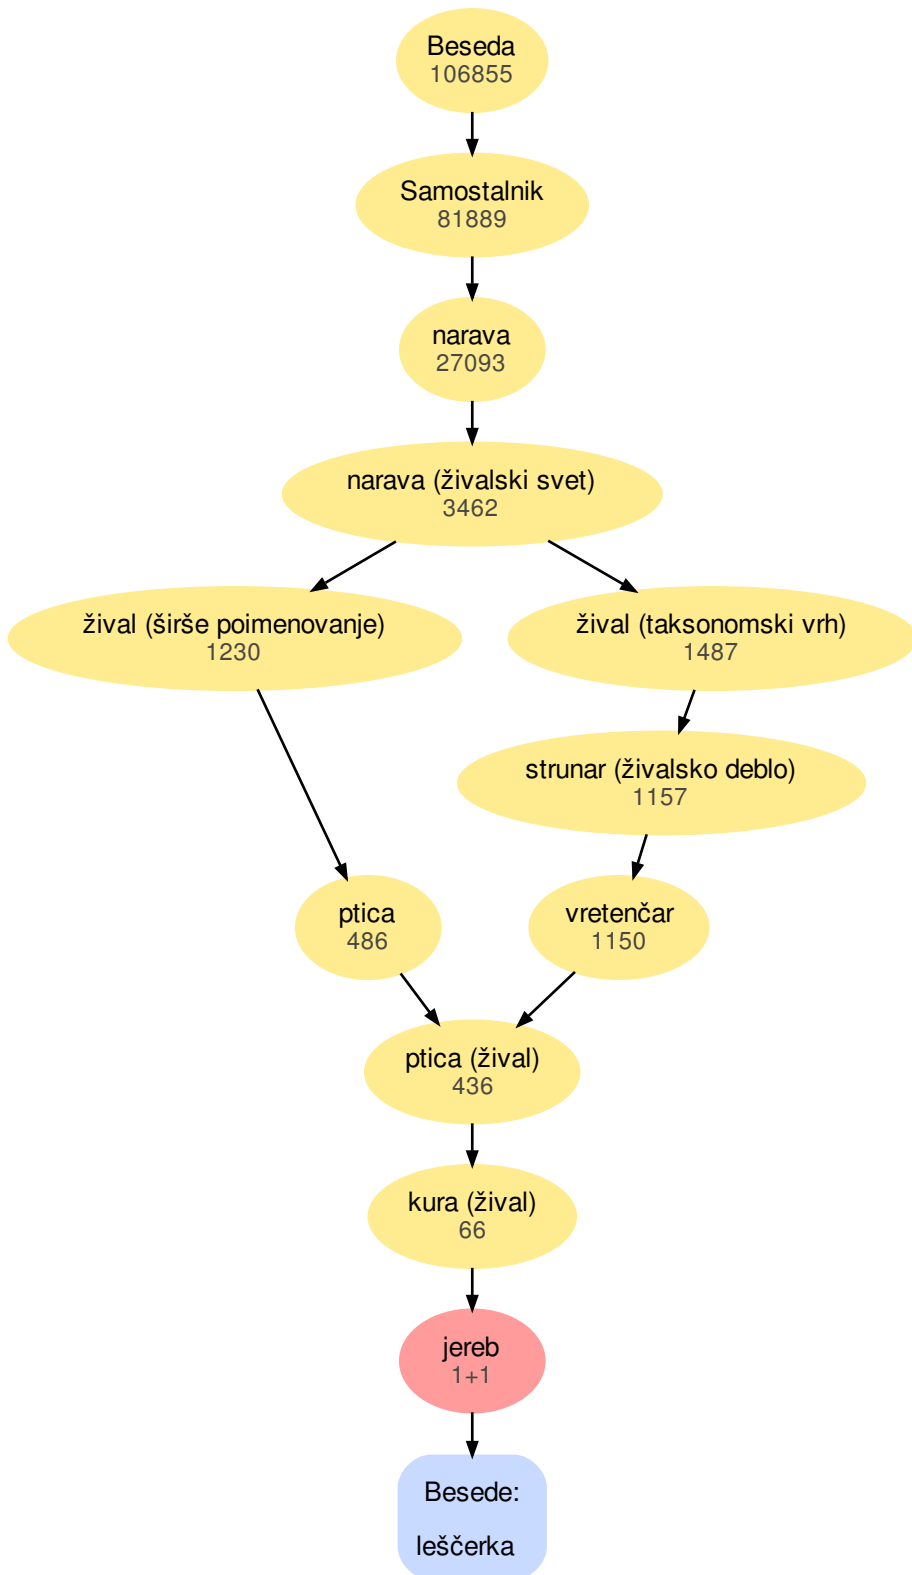 Beseda
106855
Samostalnik
81889
narava
27093
narava (živalski svet)
3462
žival (širše poimenovanje)
1230
žival (taksonomski vrh)
1487
strunar (živalsko deblo)
1157
ptica
486
vretenčar
1150
ptica (žival)
436
kura (žival)
66
jereb
1+1
Besede:
leščerka